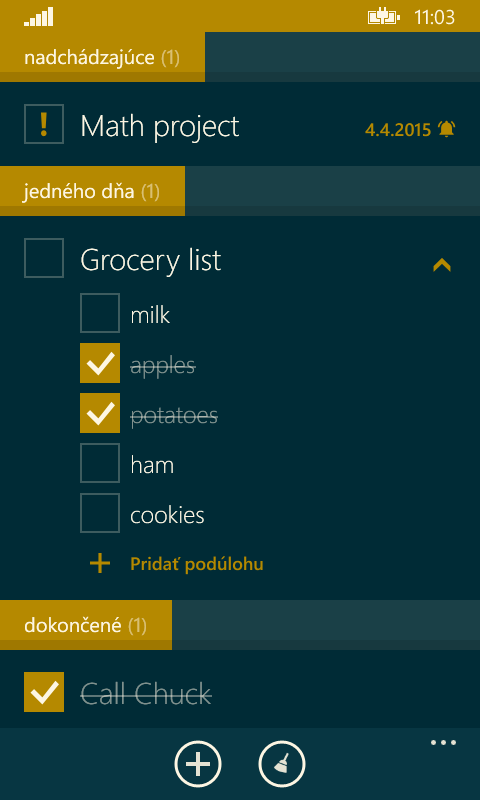 11:03
nadchádzajúce (1)
! Math project 4.4.2015
jedného dňa (1)
Grocery list
milk
apples
potatoes
ham
cookies
+ Pridať podúlohu
dokončené (1)
Call Chuck